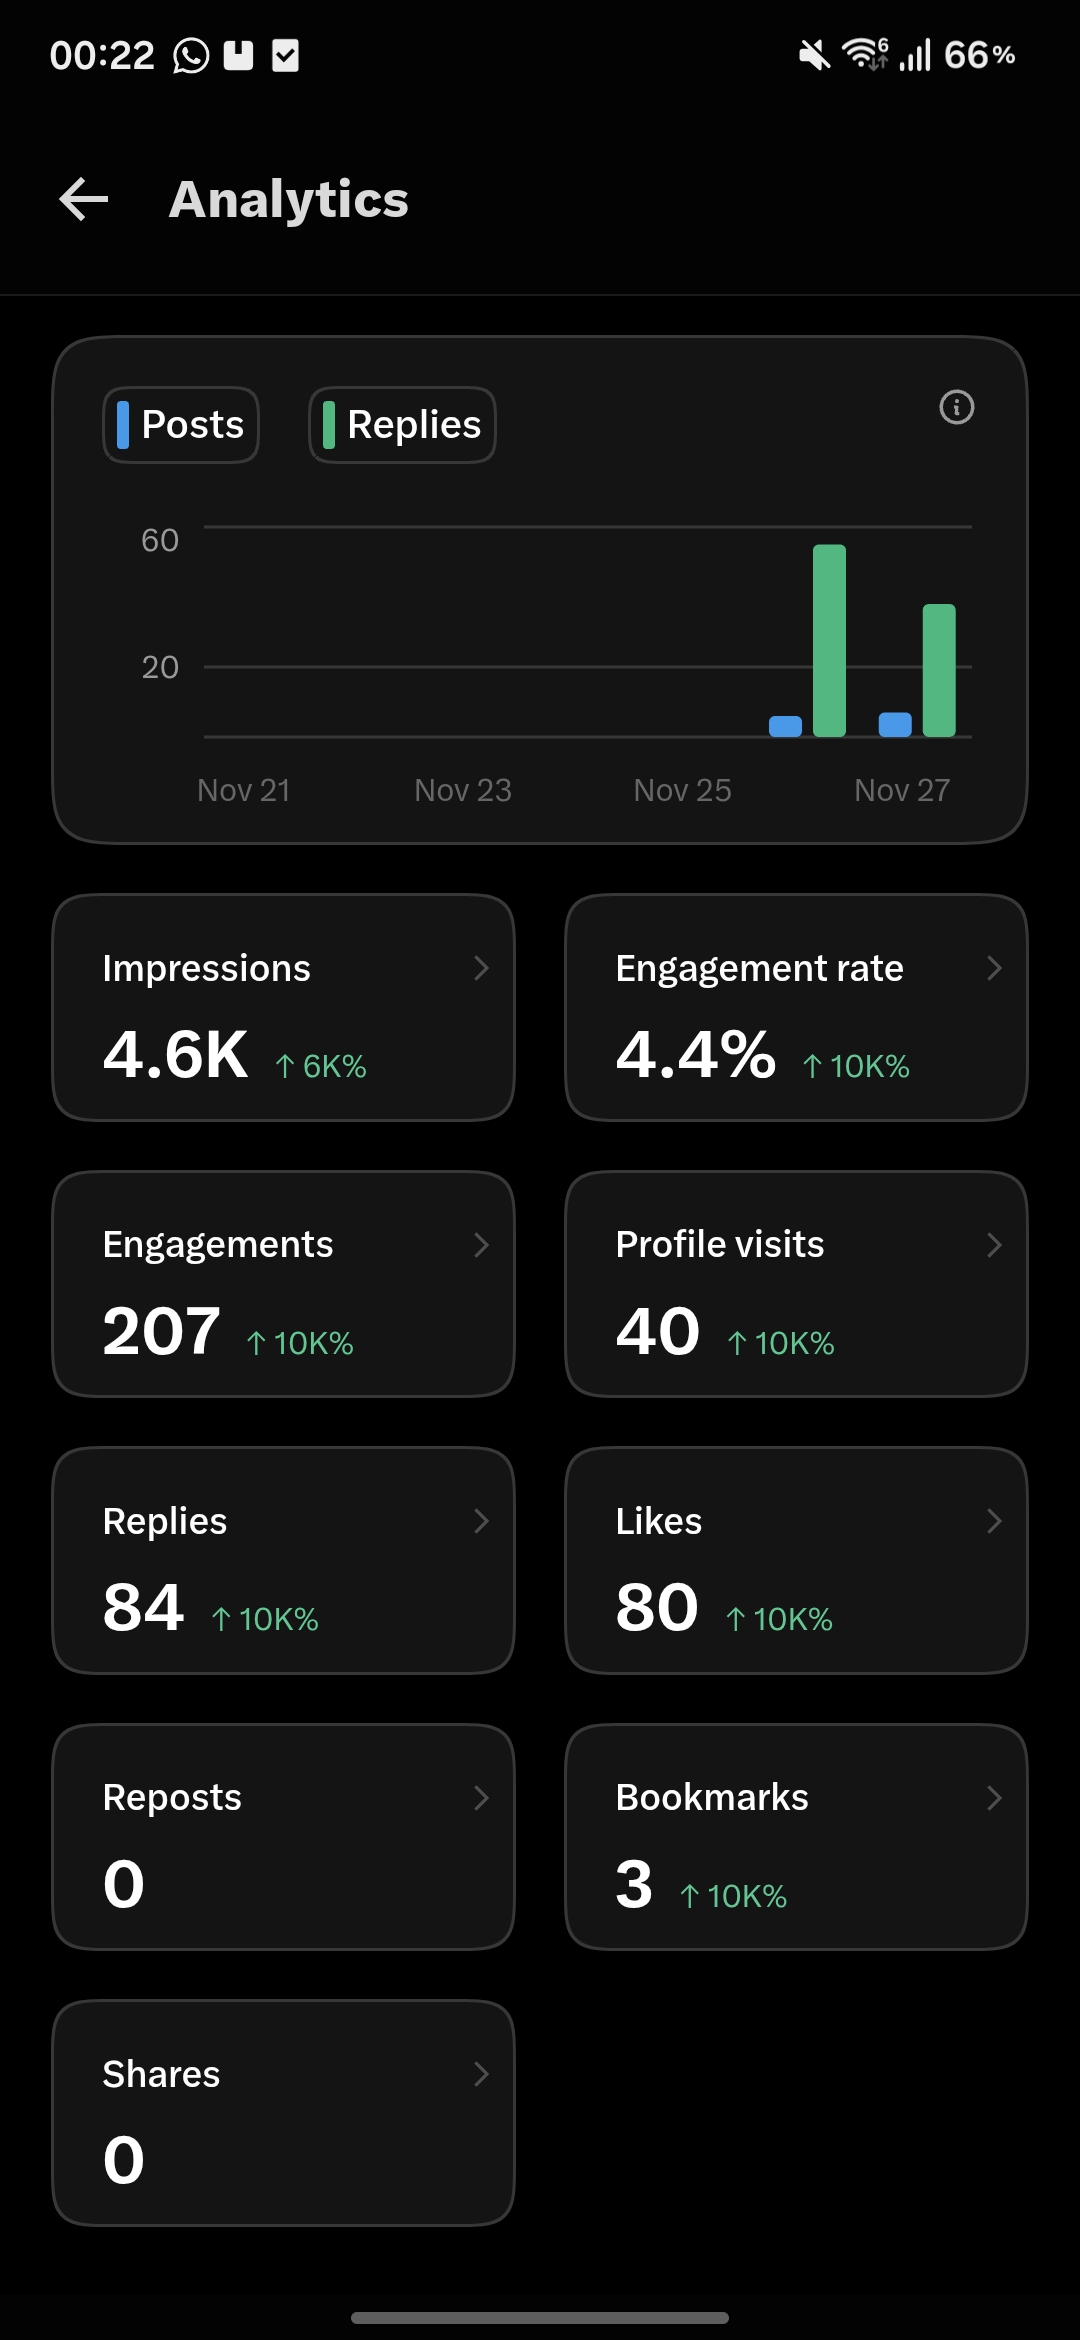 00:22 6 66%
Analytics
Posts Replies
60
20
Nov 21 Nov 23 Nov 25 Nov 27
Impressions
4.6K ↑ 6K%
Engagement rate
4.4% ↑ 10K%
Engagements
207 ↑ 10K%
Profile visits
40 ↑ 10K%
Replies
84 ↑ 10K%
Likes
80 ↑ 10K%
Reposts
0
Bookmarks
3 ↑ 10K%
Shares
0